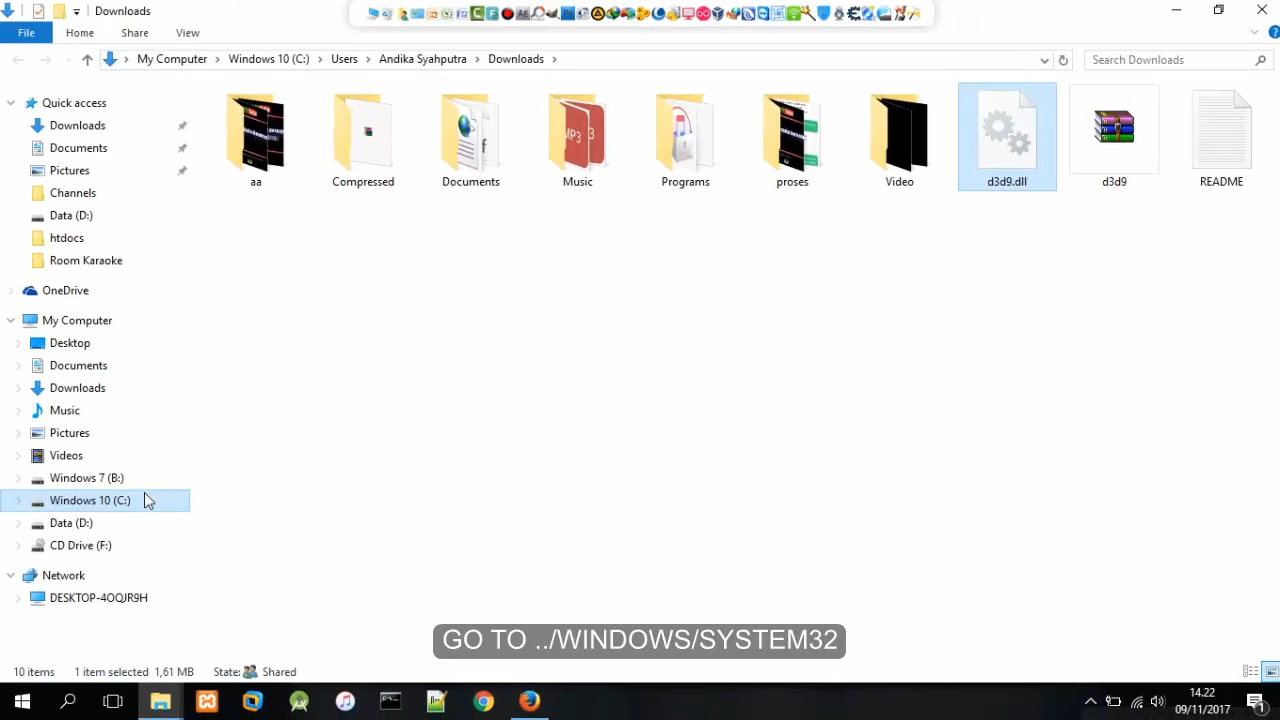 Downloads
File Home Share View
My Computer Windows 10 (C:) Users Andika Syahputra Downloads
Search Downloads
Quick access
Downloads
Documents
Pictures
Channels
Data (D:)
htdocs
Room Karaoke
OneDrive
My Computer
Desktop
Documents
Downloads
Music
Pictures
Videos
Windows 7 (B:)
Windows 10 (C:)
Data (D:)
CD Drive (F:)
Network
DESKTOP-4OQJR9H
aa Compressed Documents Music Programs proses Video d3d9.dll d3d9 README
GO TO ../WINDOWS/SYSTEM32
10 items 1 item selected 1,61 MB State: Shared
14.22
09/11/2017